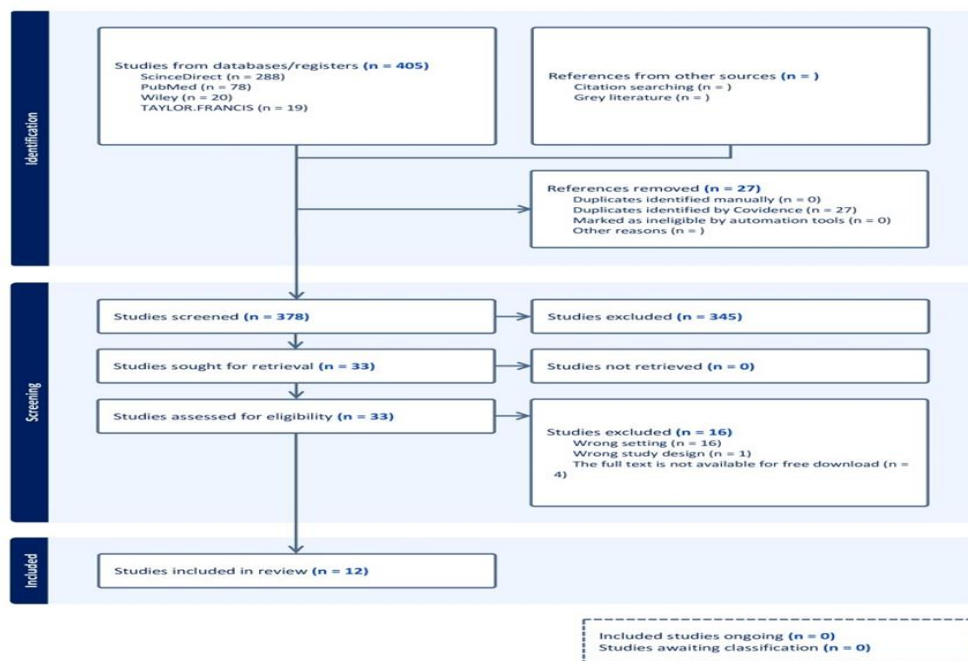 Identification
Studies from databases/registers (n = 405)
ScinceDirect (n = 288)
PubMed (n = 78)
Wiley (n = 20)
TAYLOR.FRANCIS (n = 19)
References from other sources (n = )
Citation searching (n = )
Grey literature (n = )
References removed (n = 27)
Duplicates identified manually (n = 0)
Duplicates identified by Covidence (n = 27)
Marked as ineligible by automation tools (n = 0)
Other reasons (n = )
Screening
Studies screened (n = 378)
Studies excluded (n = 345)
Studies sought for retrieval (n = 33)
Studies not retrieved (n = 0)
Studies assessed for eligibility (n = 33)
Studies excluded (n = 16)
Wrong setting (n = 16)
Wrong study design (n = 1)
The full text is not available for free download (n =
4)
Included
Studies included in review (n = 12)
Included studies ongoing (n = 0)
Studies awaiting classification (n = 0)